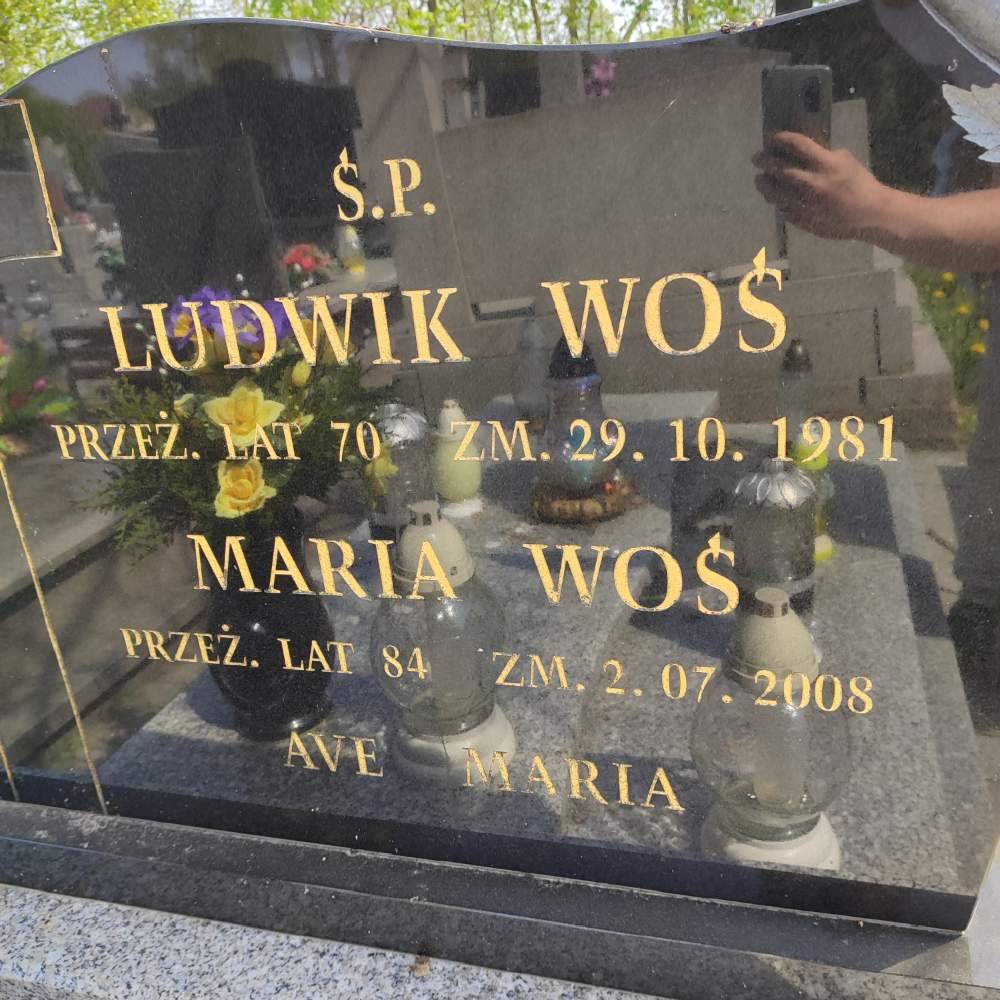 Ś.P.
LUDWIK WOŚ
PRZEŻ. LAT 70 ZM. 29. 10. 1981
MARIA WOŚ
PRZEŻ. LAT 84 ZM. 2. 07. 2008
AVE MARIA